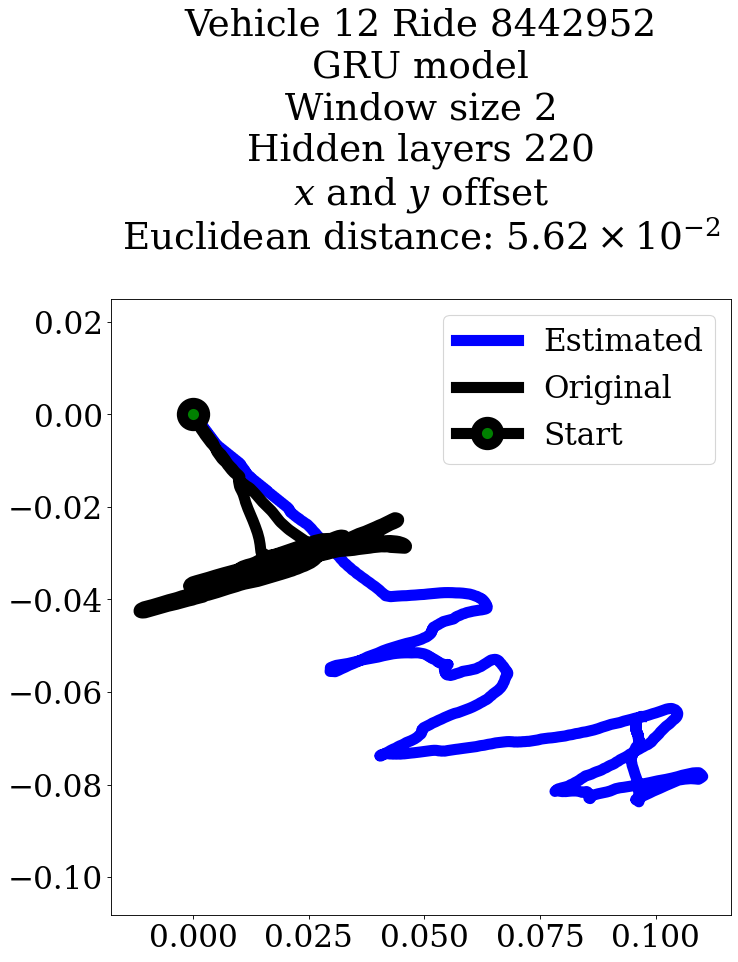 Vehicle 12 Ride 8442952
GRU model
Window size 2
Hidden layers 220
x and y offset
Euclidean distance: 5.62 × 10⁻²
Estimated
Original
Start
0.02
0.00
−0.02
−0.04
−0.06
−0.08
−0.10
0.000 0.025 0.050 0.075 0.100